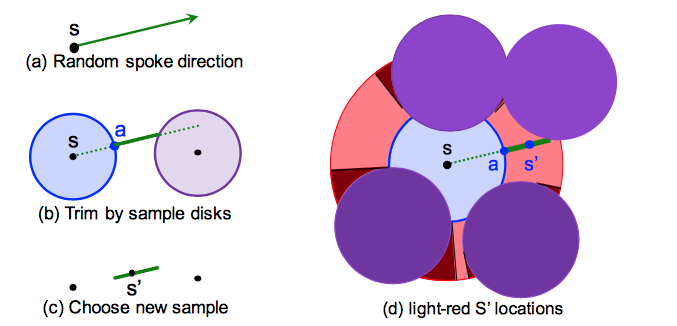 s
(a) Random spoke direction
s
a
(b) Trim by sample disks
s'
(c) Choose new sample
s
a
s'
(d) light-red S' locations